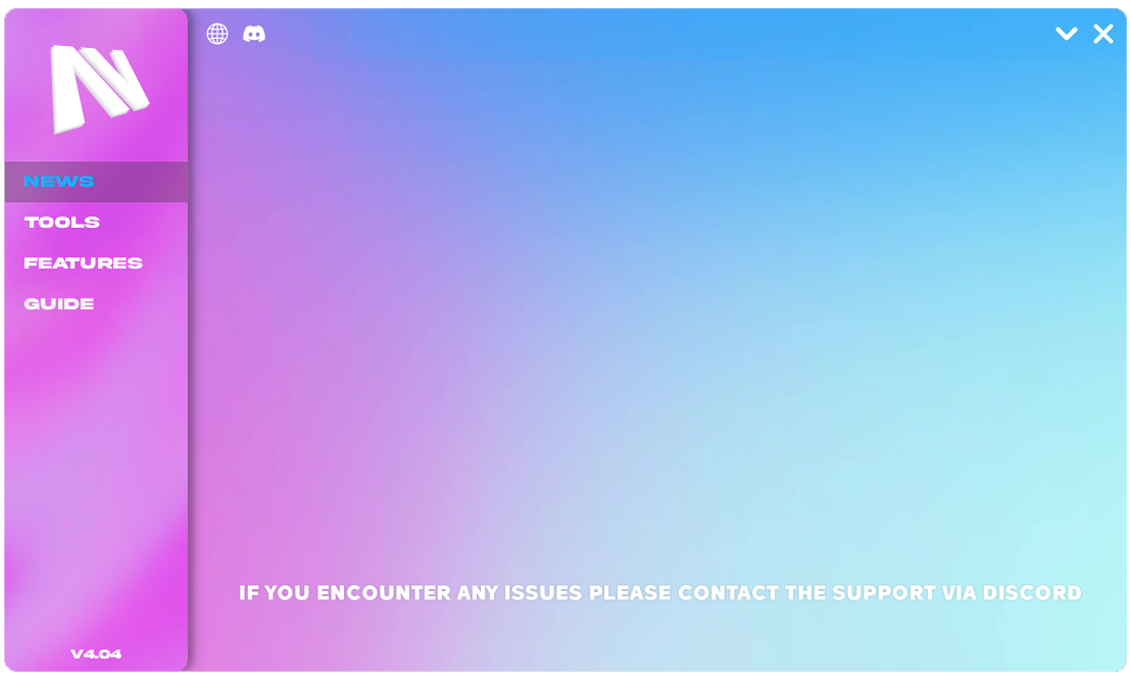 NEWS
TOOLS
FEATURES
GUIDE
IF YOU ENCOUNTER ANY ISSUES PLEASE CONTACT THE SUPPORT VIA DISCORD
V4.04